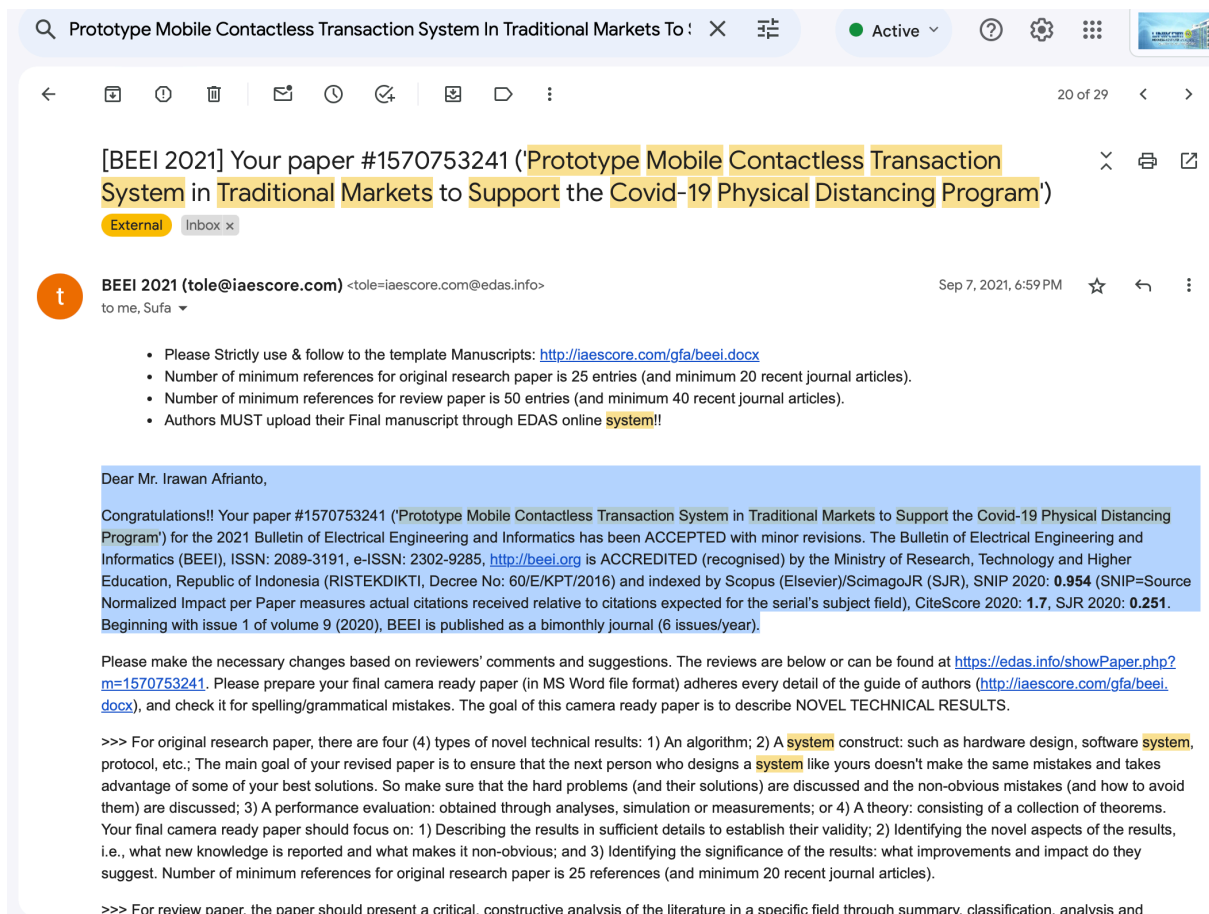 Prototype Mobile Contactless Transaction System In Traditional Markets To
Active
20 of 29
[BEEI 2021] Your paper #1570753241 ('Prototype Mobile Contactless Transaction
System in Traditional Markets to Support the Covid-19 Physical Distancing Program')
External Inbox x
t
BEEI 2021 (tole@iaescore.com) <tole=iaescore.com@edas.info>
Sep 7, 2021, 6:59 PM
to me, Sufa
• Please Strictly use & follow to the template Manuscripts: http://iaescore.com/gfa/beei.docx
• Number of minimum references for original research paper is 25 entries (and minimum 20 recent journal articles).
• Number of minimum references for review paper is 50 entries (and minimum 40 recent journal articles).
• Authors MUST upload their Final manuscript through EDAS online system!!
Dear Mr. Irawan Afrianto,
Congratulations!! Your paper #1570753241 ('Prototype Mobile Contactless Transaction System in Traditional Markets to Support the Covid-19 Physical Distancing
Program') for the 2021 Bulletin of Electrical Engineering and Informatics has been ACCEPTED with minor revisions. The Bulletin of Electrical Engineering and
Informatics (BEEI), ISSN: 2089-3191, e-ISSN: 2302-9285, http://beei.org is ACCREDITED (recognised) by the Ministry of Research, Technology and Higher
Education, Republic of Indonesia (RISTEKDIKTI, Decree No: 60/E/KPT/2016) and indexed by Scopus (Elsevier)/ScimagoJR (SJR), SNIP 2020: 0.954 (SNIP=Source
Normalized Impact per Paper measures actual citations received relative to citations expected for the serial's subject field), CiteScore 2020: 1.7, SJR 2020: 0.251.
Beginning with issue 1 of volume 9 (2020), BEEI is published as a bimonthly journal (6 issues/year).
Please make the necessary changes based on reviewers' comments and suggestions. The reviews are below or can be found at https://edas.info/showPaper.php?
m=1570753241. Please prepare your final camera ready paper (in MS Word file format) adheres every detail of the guide of authors (http://iaescore.com/gfa/beei.
docx), and check it for spelling/grammatical mistakes. The goal of this camera ready paper is to describe NOVEL TECHNICAL RESULTS.
>>> For original research paper, there are four (4) types of novel technical results: 1) An algorithm; 2) A system construct: such as hardware design, software system,
protocol, etc.; The main goal of your revised paper is to ensure that the next person who designs a system like yours doesn't make the same mistakes and takes
advantage of some of your best solutions. So make sure that the hard problems (and their solutions) are discussed and the non-obvious mistakes (and how to avoid
them) are discussed; 3) A performance evaluation: obtained through analyses, simulation or measurements; or 4) A theory: consisting of a collection of theorems.
Your final camera ready paper should focus on: 1) Describing the results in sufficient details to establish their validity; 2) Identifying the novel aspects of the results,
i.e., what new knowledge is reported and what makes it non-obvious; and 3) Identifying the significance of the results: what improvements and impact do they
suggest. Number of minimum references for original research paper is 25 references (and minimum 20 recent journal articles).
>>> For review paper, the paper should present a critical, constructive analysis of the literature in a specific field through summary, classification, analysis and